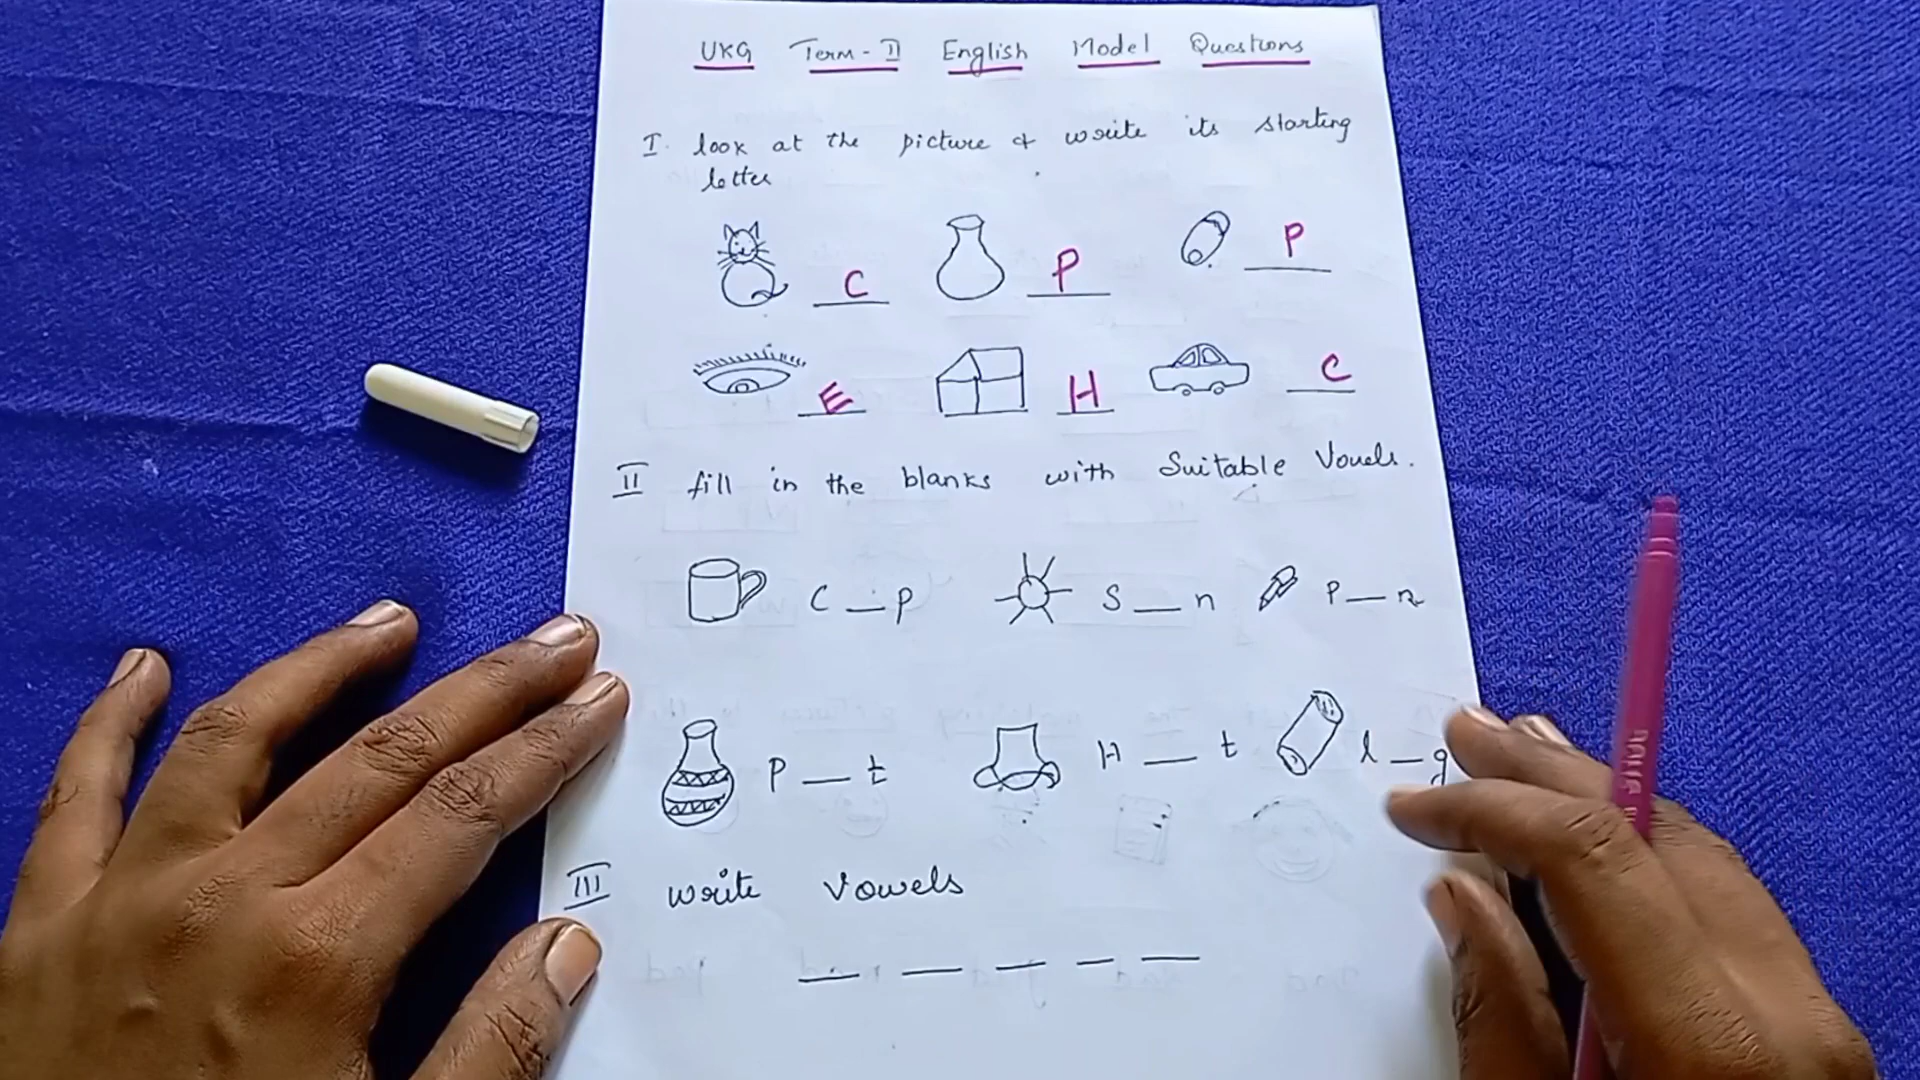 UKG Term-II English Model Questions
I. look at the picture & write its starting
letter
C P P
E H C
II fill in the blanks with Suitable Vowels.
C _ p S _ n P _ n
P _ t H _ t l _ g
III write Vowels
_ _ _ _ _